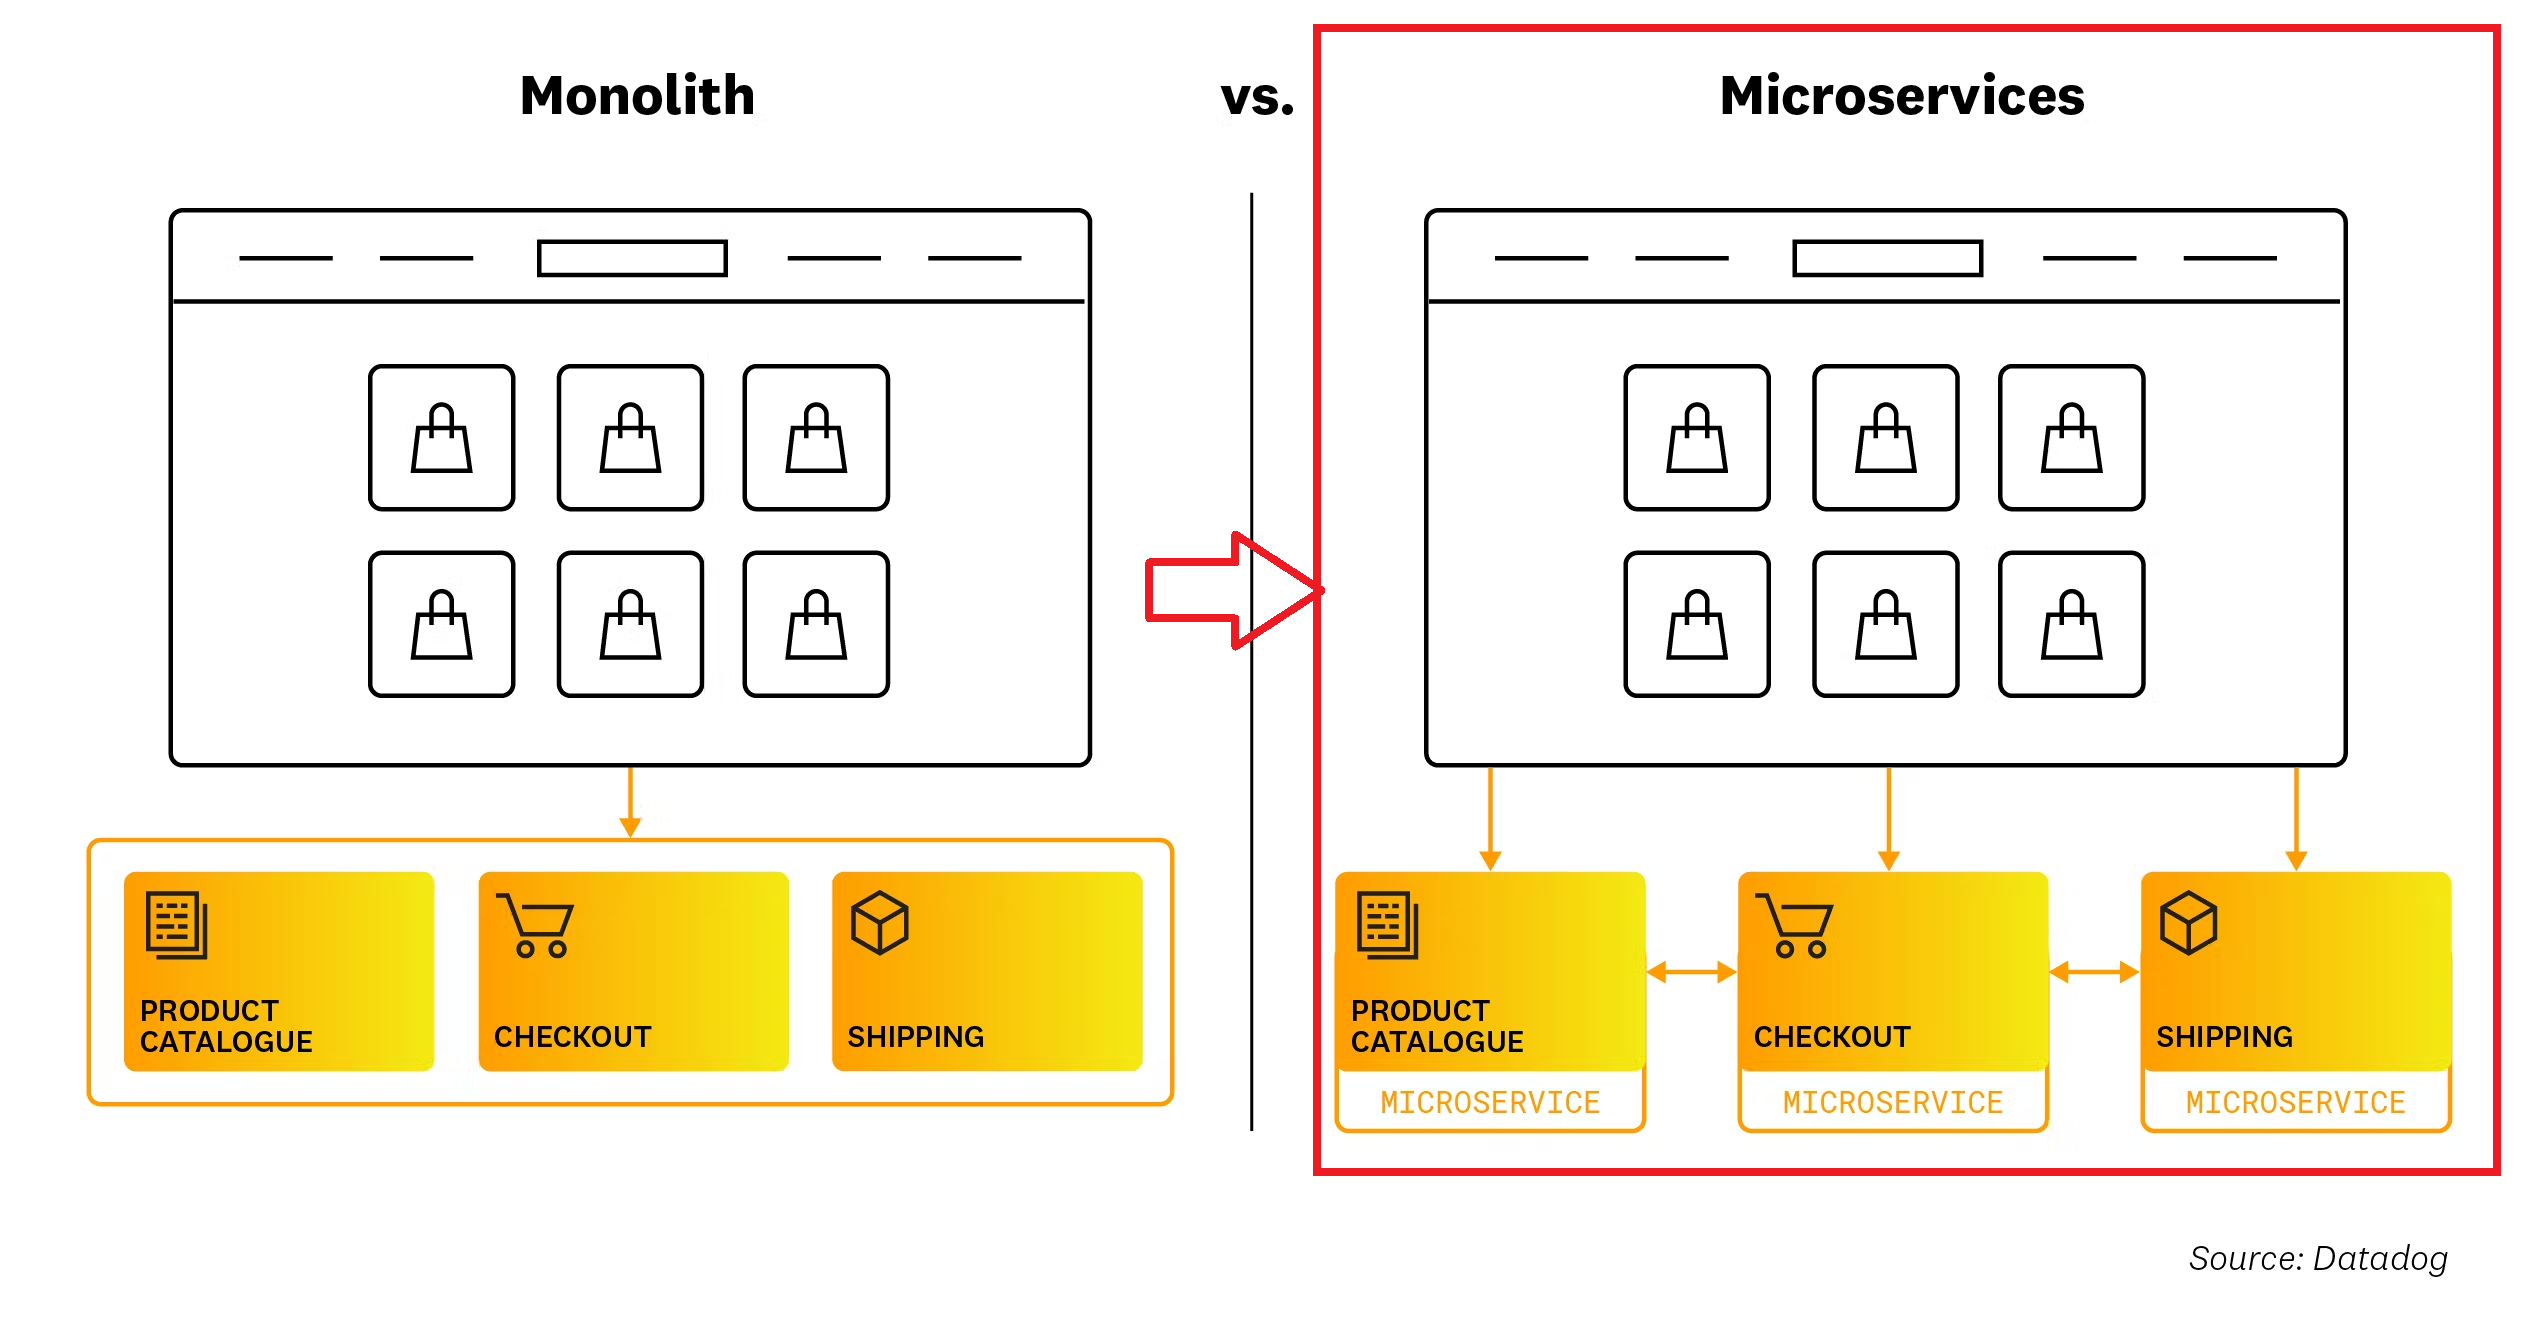 Monolith
vs.
Microservices
PRODUCT
CATALOGUE
CHECKOUT
SHIPPING
PRODUCT
CATALOGUE
MICROSERVICE
CHECKOUT
MICROSERVICE
SHIPPING
MICROSERVICE
Source: Datadog